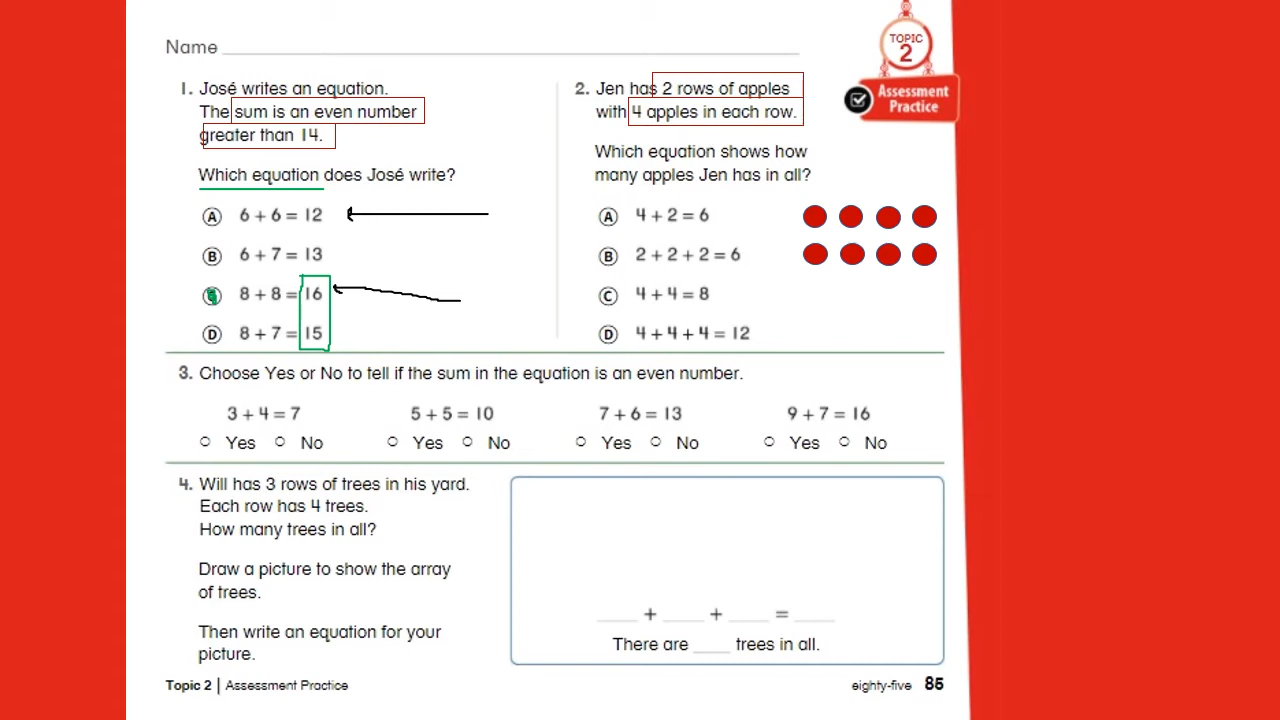 Name
TOPIC
2
Assessment
Practice
1. José writes an equation.
The sum is an even number
greater than 14.
Which equation does José write?
A 6 + 6 = 12
B 6 + 7 = 13
8 + 8 = 16
D 8 + 7 = 15
2. Jen has 2 rows of apples
with 4 apples in each row.
Which equation shows how
many apples Jen has in all?
A 4 + 2 = 6
B 2 + 2 + 2 = 6
C 4 + 4 = 8
D 4 + 4 + 4 = 12
3. Choose Yes or No to tell if the sum in the equation is an even number.
3 + 4 = 7 5 + 5 = 10 7 + 6 = 13 9 + 7 = 16
Yes No Yes No Yes No Yes No
4. Will has 3 rows of trees in his yard.
Each row has 4 trees.
How many trees in all?
Draw a picture to show the array
of trees.
Then write an equation for your
picture.
___ + ___ + ___ = ___
There are ___ trees in all.
Topic 2 | Assessment Practice
eighty-five 85